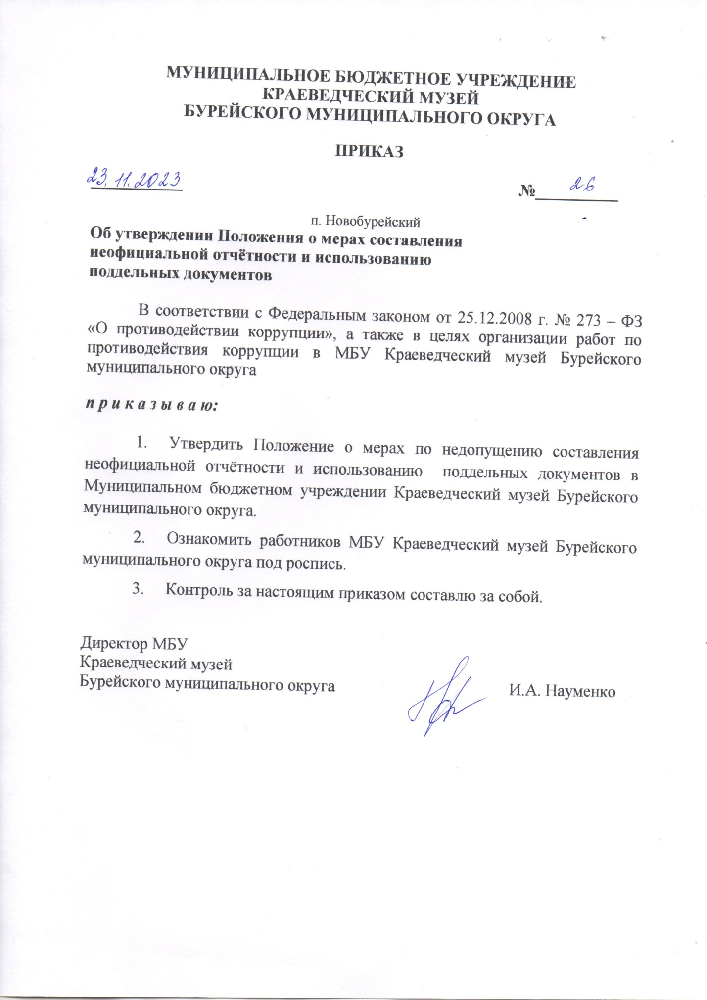 МУНИЦИПАЛЬНОЕ БЮДЖЕТНОЕ УЧРЕЖДЕНИЕ
КРАЕВЕДЧЕСКИЙ МУЗЕЙ
БУРЕЙСКОГО МУНИЦИПАЛЬНОГО ОКРУГА
ПРИКАЗ
23.11.2023 № 26
п. Новобурейский
Об утверждении Положения о мерах составления
неофициальной отчётности и использованию
поддельных документов
В соответствии с Федеральным законом от 25.12.2008 г. № 273 – ФЗ
«О противодействии коррупции», а также в целях организации работ по
противодействия коррупции в МБУ Краеведческий музей Бурейского
муниципального округа
п р и к а з ы в а ю:
1. Утвердить Положение о мерах по недопущению составления
неофициальной отчётности и использованию поддельных документов в
Муниципальном бюджетном учреждении Краеведческий музей Бурейского
муниципального округа.
2. Ознакомить работников МБУ Краеведческий музей Бурейского
муниципального округа под роспись.
3. Контроль за настоящим приказом составлю за собой.
Директор МБУ
Краеведческий музей
Бурейского муниципального округа И.А. Науменко